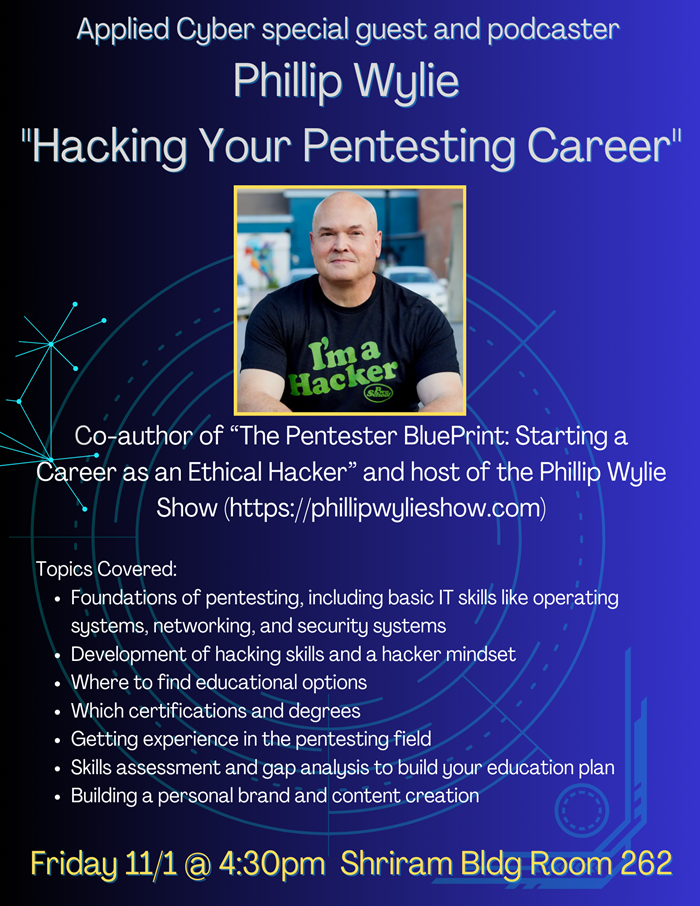 Applied Cyber special guest and podcaster
Phillip Wylie
"Hacking Your Pentesting Career"
I'm a
Hacker
Co-author of “The Pentester BluePrint: Starting a
Career as an Ethical Hacker” and host of the Phillip Wylie
Show (https://phillipwylieshow.com)
Topics Covered:
• Foundations of pentesting, including basic IT skills like operating
systems, networking, and security systems
• Development of hacking skills and a hacker mindset
• Where to find educational options
• Which certifications and degrees
• Getting experience in the pentesting field
• Skills assessment and gap analysis to build your education plan
• Building a personal brand and content creation
Friday 11/1 @ 4:30pm Shriram Bldg Room 262